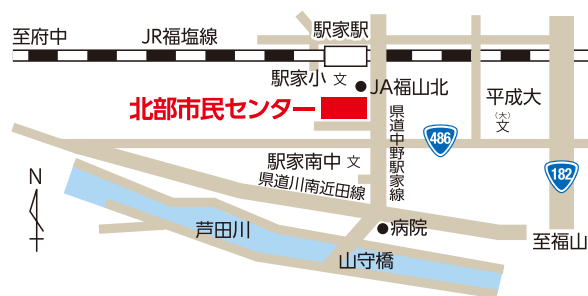 駅家駅
至府中
JR福塩線
駅家小
文
JA福山北
平成大
(大)
文
北部市民センター
県道中野駅家線
486
駅家南中
文
182
N
県道川南近田線
芦田川
病院
至福山
山守橋